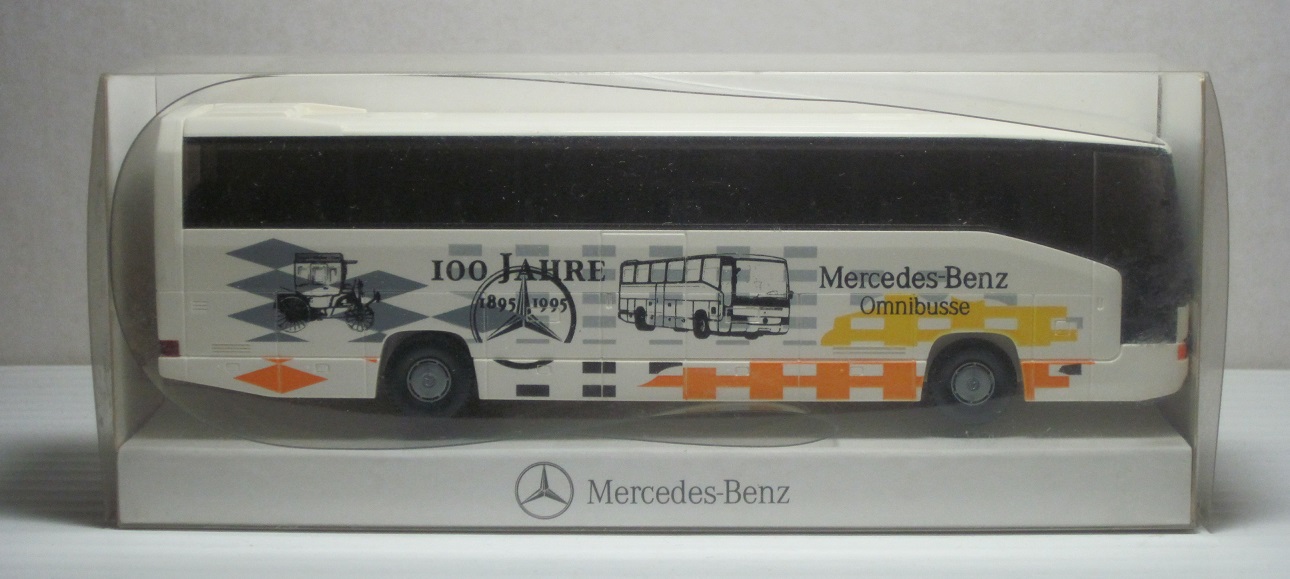 100 JAHRE
1895 1995
Mercedes-Benz
Omnibusse
Mercedes-Benz